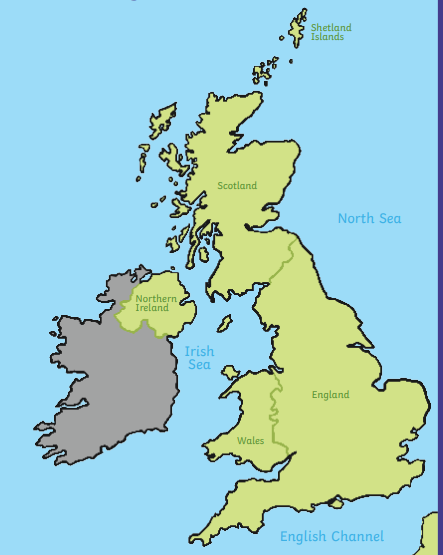 Shetland
Islands
Scotland
North Sea
Northern
Ireland
Irish
Sea
England
Wales
English Channel